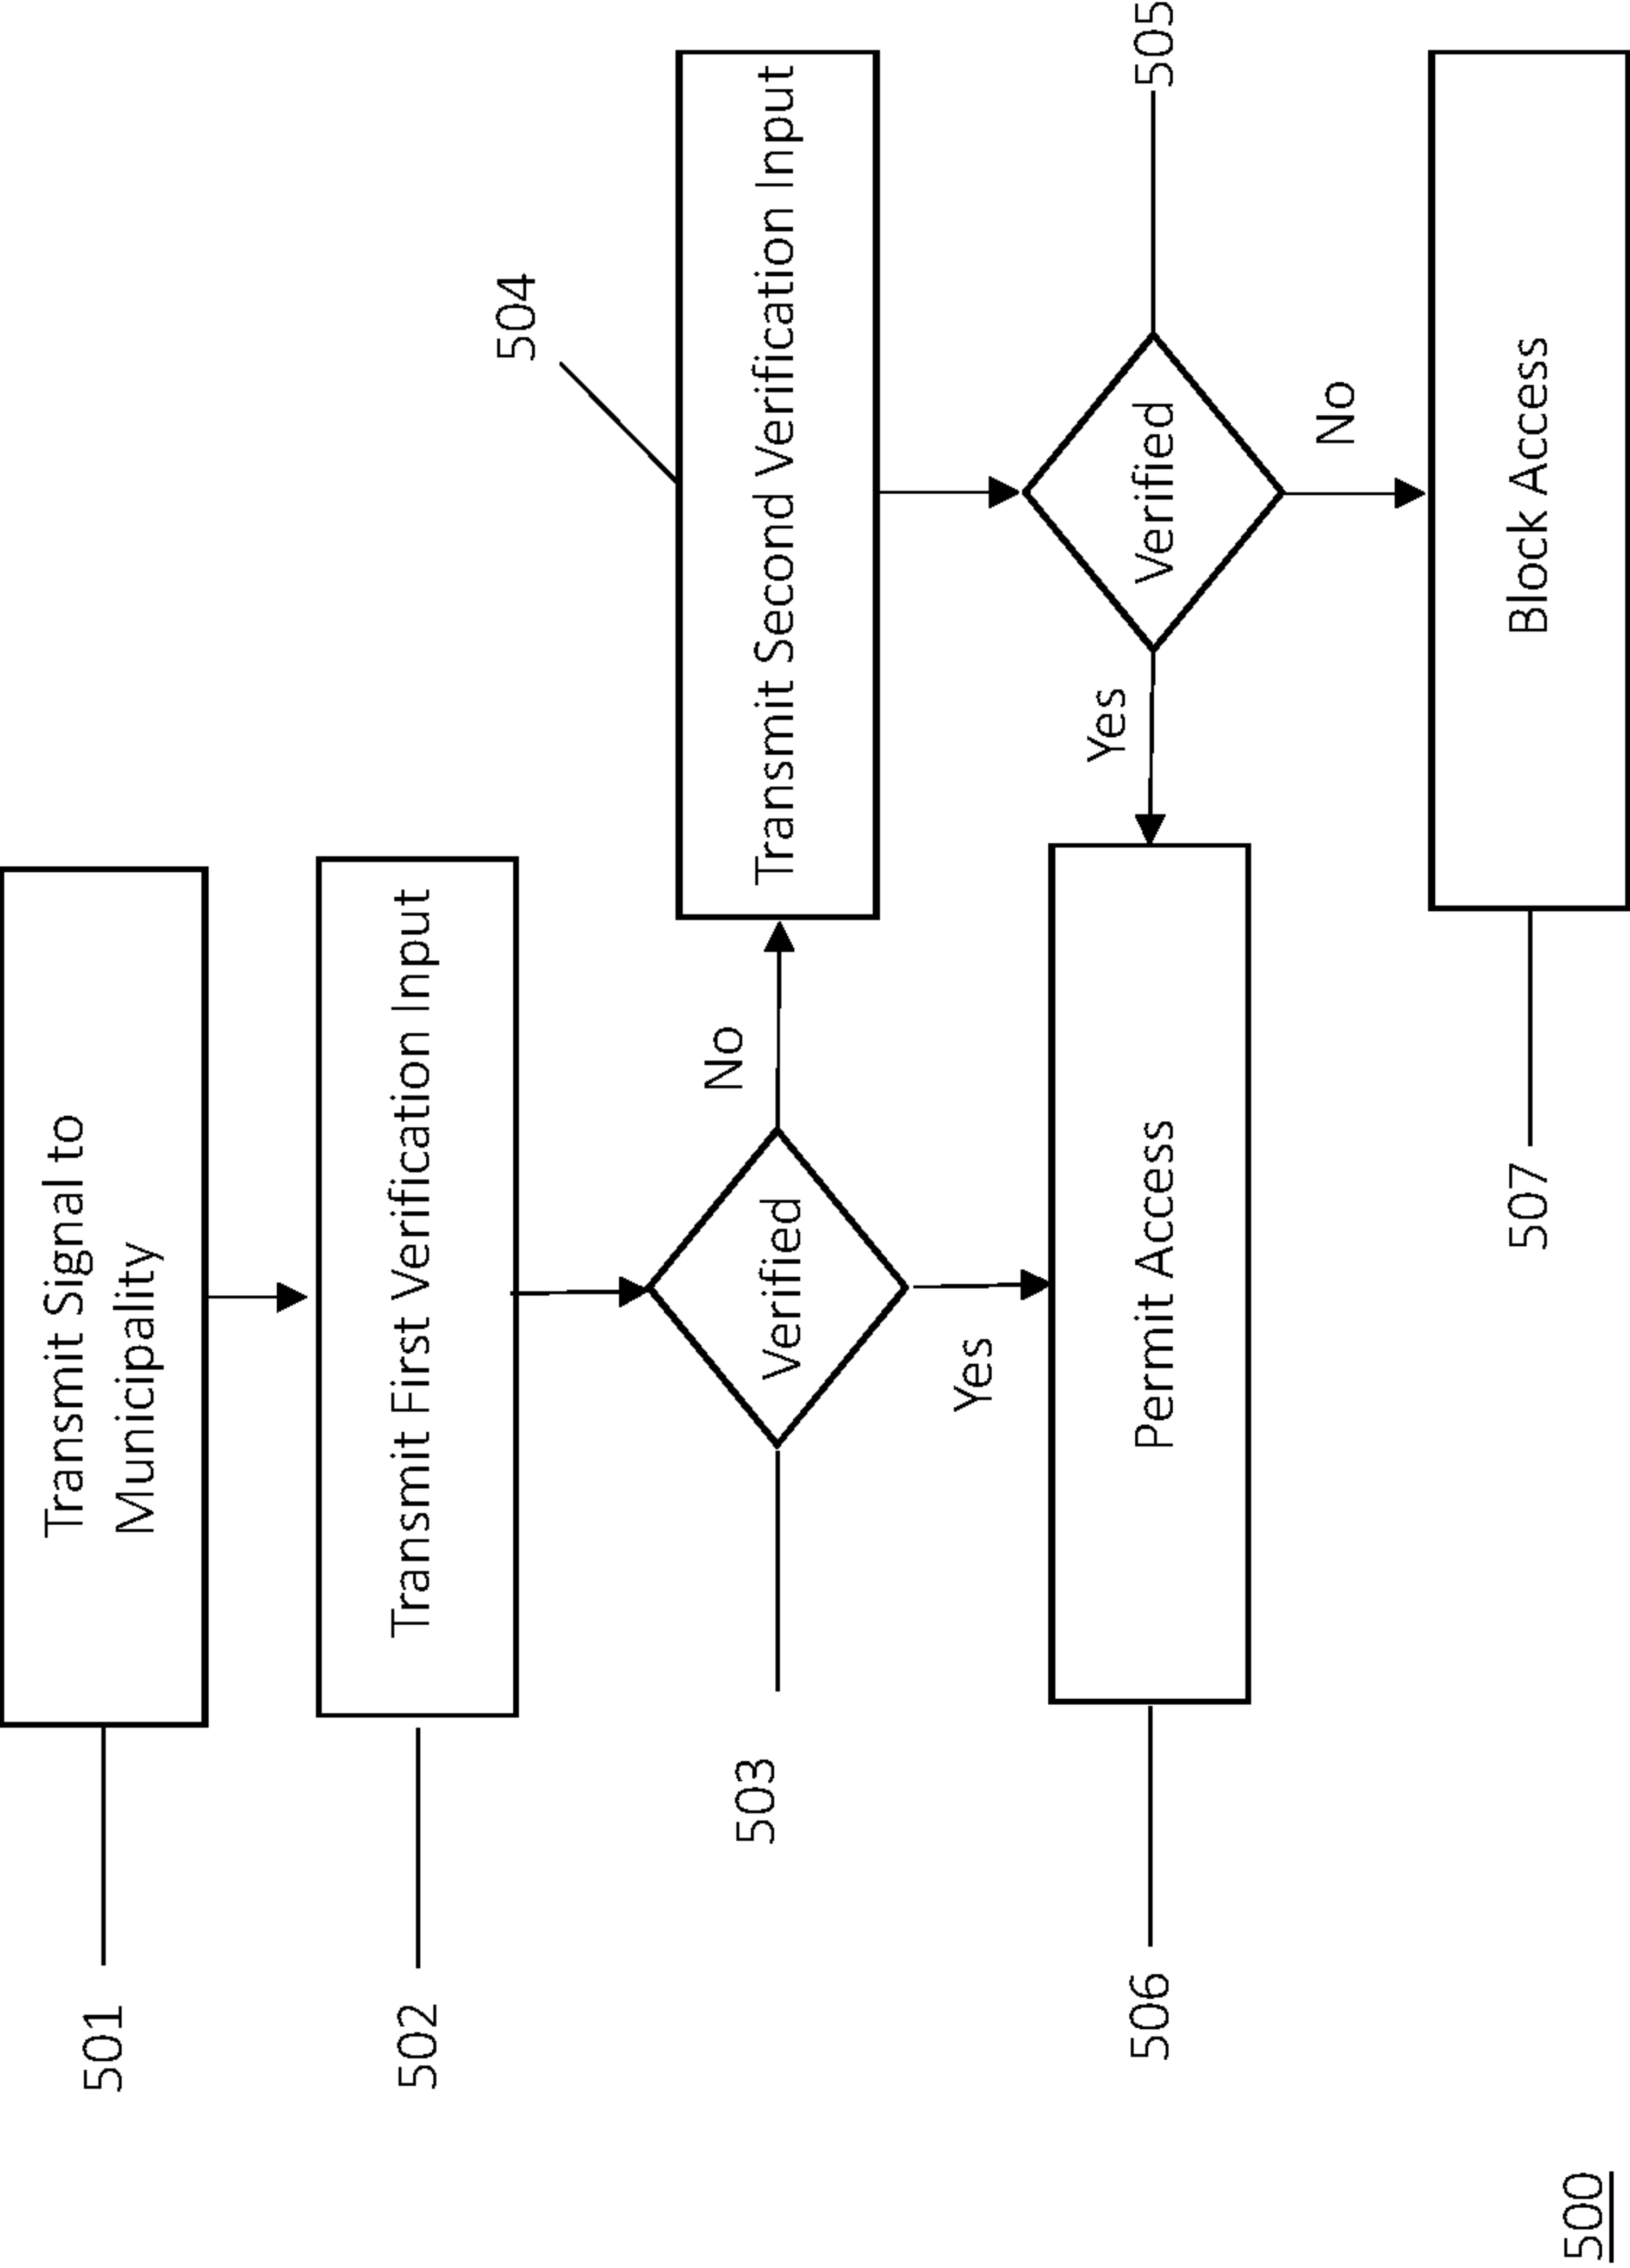 501
Transmit Signal to
Municipality
502
Transmit First Verification Input
504
503
Verified
No
Transmit Second Verification Input
Yes
506
Permit Access
Yes
Verified
505
No
507
Block Access
500